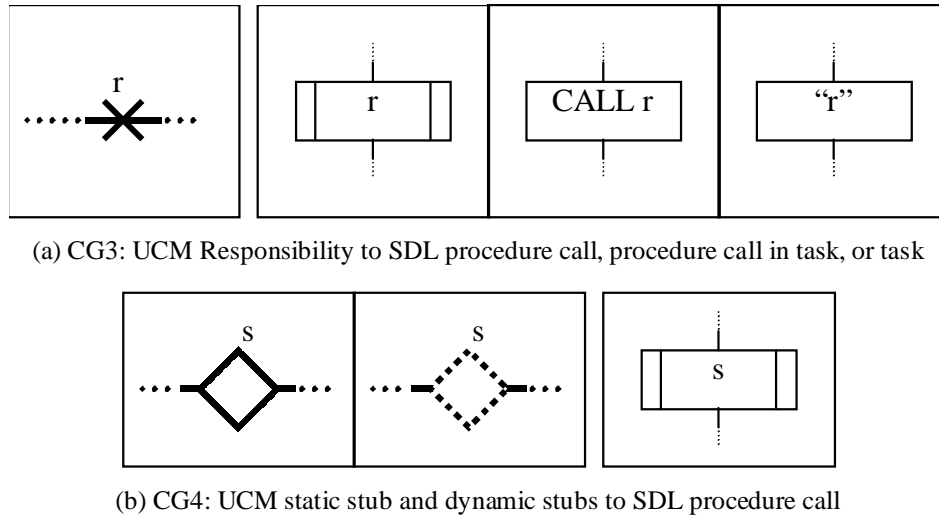 r
r
CALL r
“r”
(a) CG3: UCM Responsibility to SDL procedure call, procedure call in task, or task
s
s
s
(b) CG4: UCM static stub and dynamic stubs to SDL procedure call